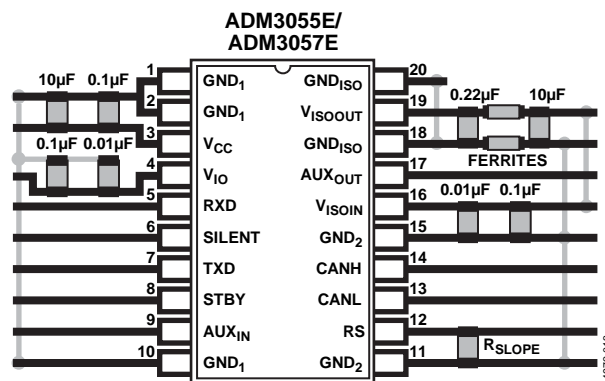 ADM3055E/
ADM3057E
10µF 0.1µF
0.1µF 0.01µF
1 GND1
2 GND1
3 VCC
4 VIO
5 RXD
6 SILENT
7 TXD
8 STBY
9 AUXIN
10 GND1
GNDISO 20
VISOOUT 19
GNDISO 18
AUXOUT 17
VISOIN 16
GND2 15
CANH 14
CANL 13
RS 12
GND2 11
0.22µF 10µF
FERRITES
0.01µF 0.1µF
RSLOPE